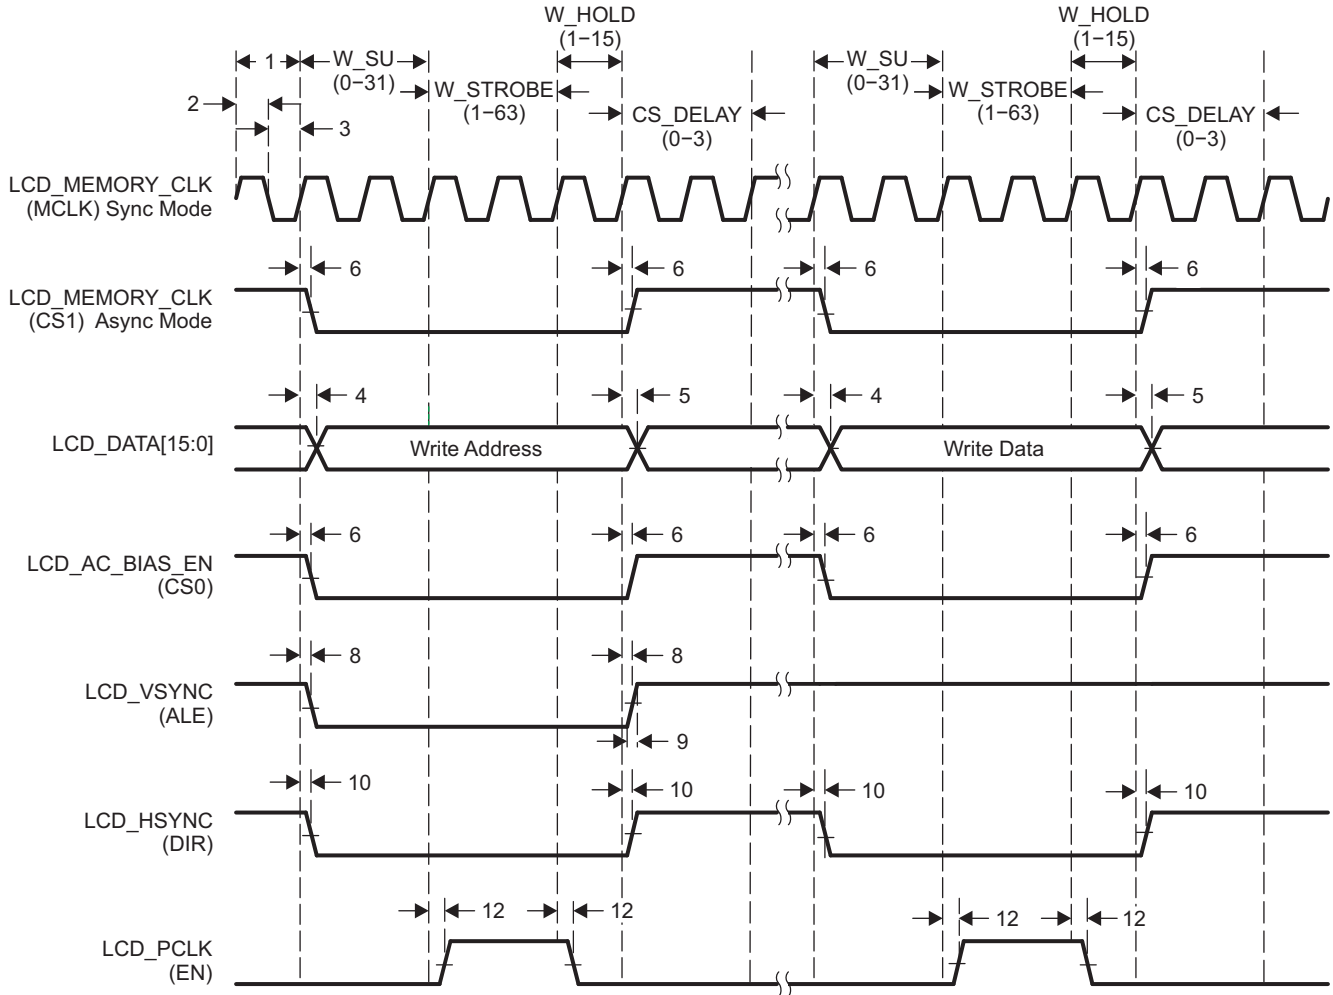 W_HOLD
(1−15)
W_HOLD
(1−15)
1
W_SU
(0−31)
W_SU
(0−31)
2
W_STROBE
(1−63)
W_STROBE
(1−63)
3
CS_DELAY
(0−3)
CS_DELAY
(0−3)
LCD_MEMORY_CLK
(MCLK) Sync Mode
6 6 6 6
LCD_MEMORY_CLK
(CS1) Async Mode
4 5 4 5
LCD_DATA[15:0]
Write Address
Write Data
6 6 6 6
LCD_AC_BIAS_EN
(CS0)
8 8
LCD_VSYNC
(ALE)
9
10 10 10 10
LCD_HSYNC
(DIR)
12 12 12 12
LCD_PCLK
(EN)